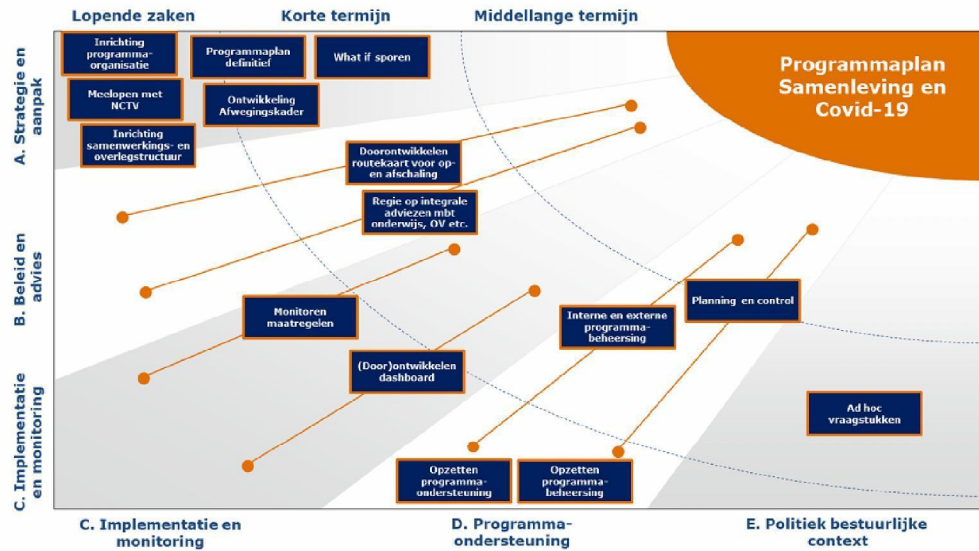 Lopende zaken
Korte termijn
Middellange termijn
A. Strategie en
aanpak
B. Beleid en
advies
C. Implementatie
en monitoring
Inrichting
programma-
organisatie
Programmaplan
definitief
What if sporen
Meelopen met
NCTV
Ontwikkeling
Afwegingskader
Inrichting
samenwerkings- en
overlegstructuur
Programmaplan
Samenleving en
Covid-19
Doorontwikkelen
routekaart voor op-
en afschaling
Regie op integrale
adviezen mbt
onderwijs, OV etc.
Monitoren
maatregelen
Interne en externe
programma-
beheersing
Planning en control
(Door)ontwikkelen
dashboard
Ad hoc
vraagstukken
Opzetten
programma-
ondersteuning
Opzetten
programma-
beheersing
C. Implementatie en
monitoring
D. Programma-
ondersteuning
E. Politiek bestuurlijke
context